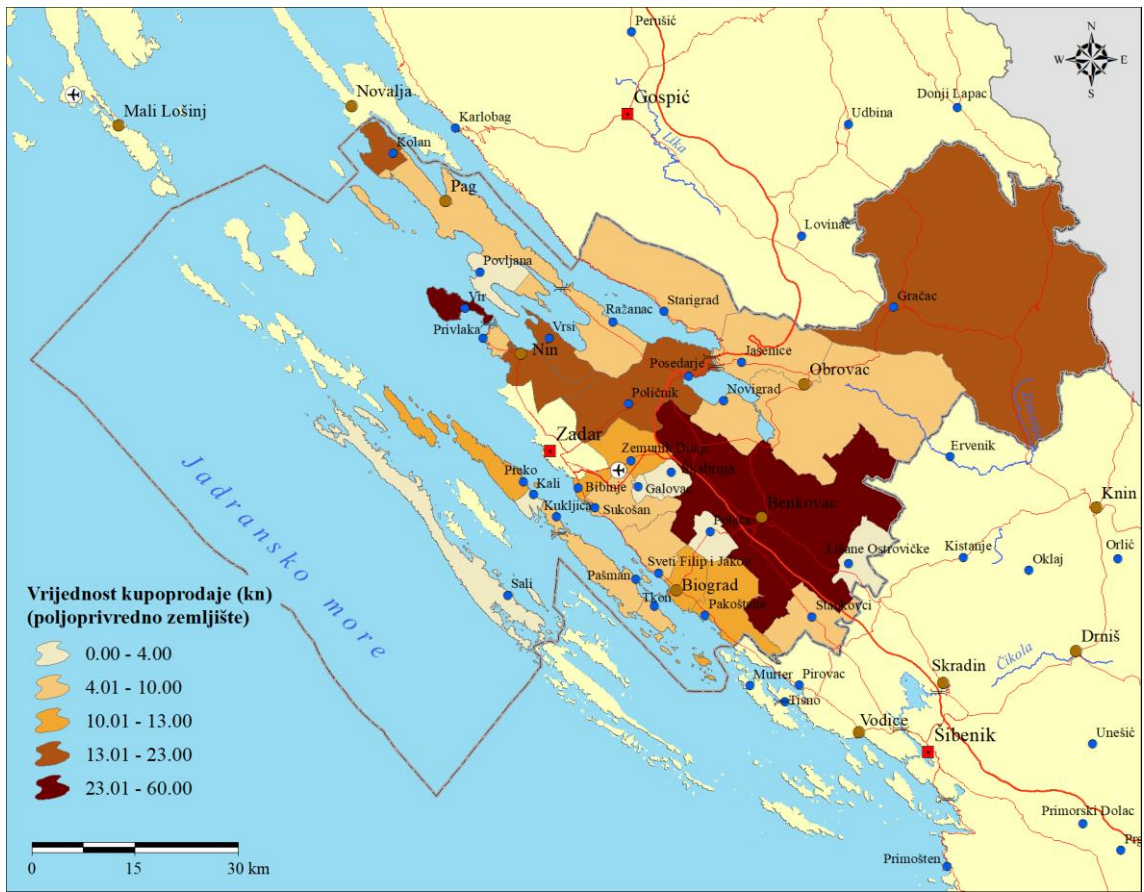 N
W E
S
Perušić
Mali Lošinj
Novalja
Karlobag
Gospić
Lika
Udbina
Donji Lapac
Kolan
Pag
Lovinac
Povljana
Vir
Privlaka
Vrsi
Ražanac
Starigrad
Gračac
Nin
Posedarje
Jasenice
Obrovac
Poličnik
Novigrad
Zadar
Zemunik Donji
Ervenik
Zrmanja
Škabrnja
Preko
Kali
Bibinje
Galovac
Kukljica
Sukošan
Benkovac
Knin
Polača
Lišane Ostrovičke
Kistanje
Oklaj
Orlić
Sveti Filip i Jakov
Pašman
Biograd
Sali
Tkon
Pakoštane
Stankovci
Jadransko more
Drniš
Čikola
Skradin
Murter
Pirovac
Tisno
Vodice
Šibenik
Unešić
Primorski Dolac
Prg
Primošten
Vrijednost kupoprodaje (kn)
(poljoprivredno zemljište)
0.00 - 4.00
4.01 - 10.00
10.01 - 13.00
13.01 - 23.00
23.01 - 60.00
0 15 30 km